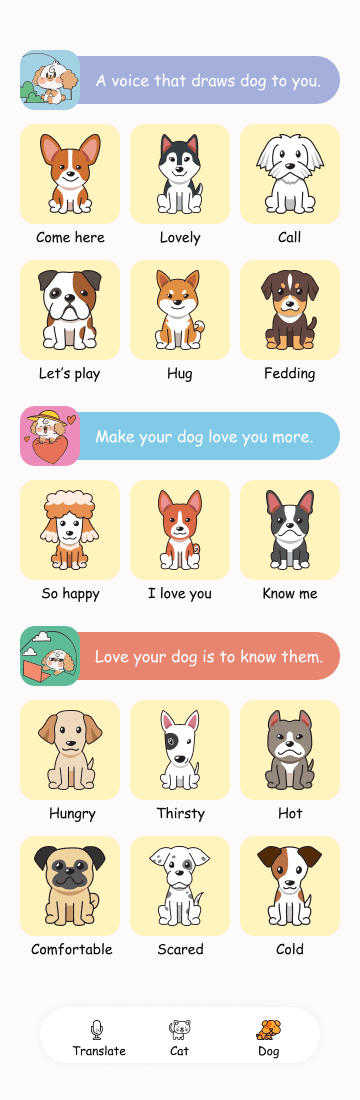 A voice that draws dog to you.
Come here
Lovely
Call
Let's play
Hug
Fedding
Make your dog love you more.
So happy
I love you
Know me
Love your dog is to know them.
Hungry
Thirsty
Hot
Comfortable
Scared
Cold
Translate
Cat
Dog